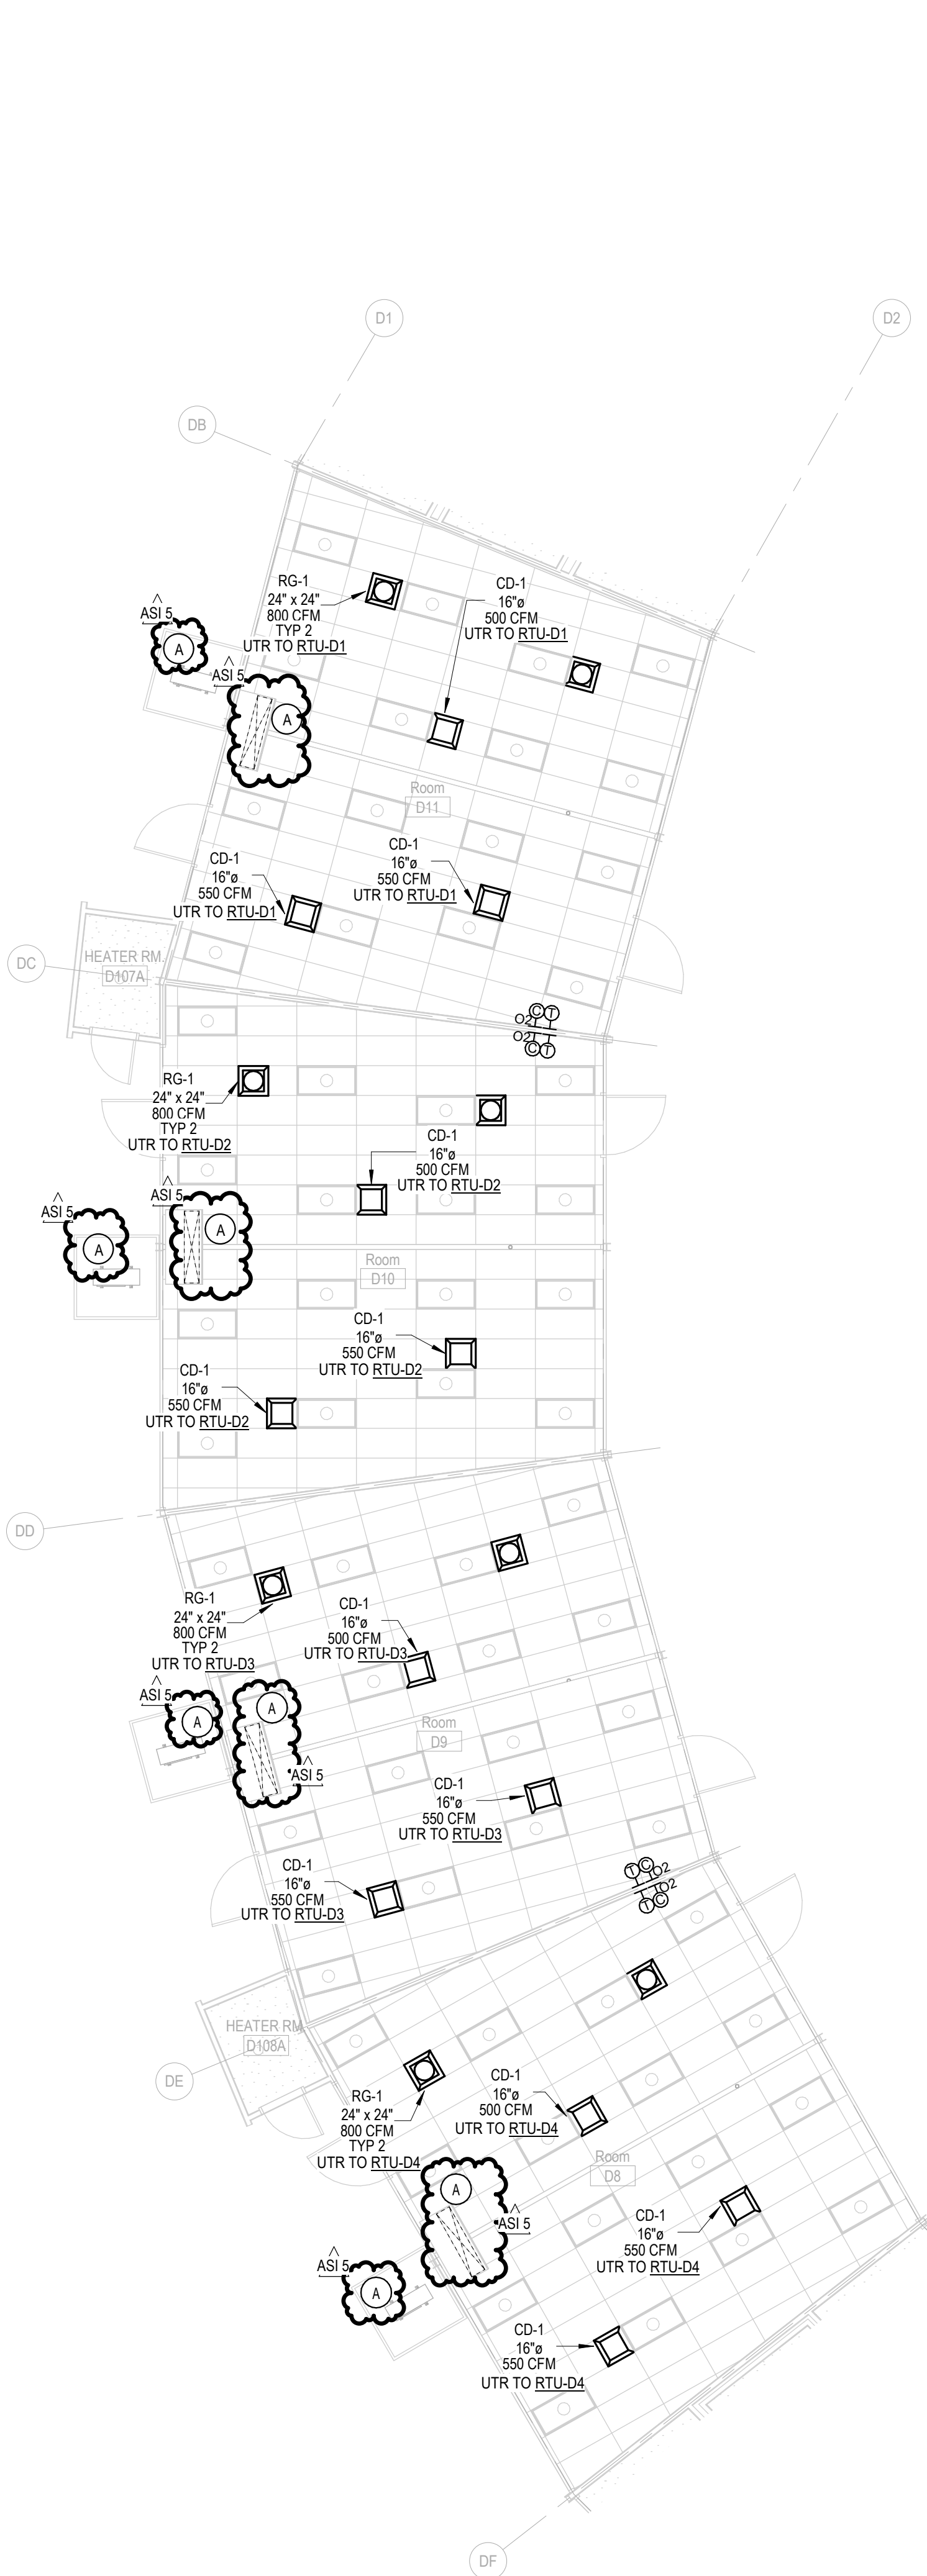 D1
D2
DB
RG-1
24" x 24"
800 CFM
TYP 2
UTR TO RTU-D1
CD-1
16"ø
500 CFM
UTR TO RTU-D1
ASI 5
A
ASI 5
A
Room
D11
CD-1
16"ø
550 CFM
UTR TO RTU-D1
CD-1
16"ø
550 CFM
UTR TO RTU-D1
DC
HEATER RM.
D107A
O2
C
T
O2
C
T
RG-1
24" x 24"
800 CFM
TYP 2
UTR TO RTU-D2
CD-1
16"ø
500 CFM
UTR TO RTU-D2
ASI 5
A
ASI 5
A
Room
D10
CD-1
16"ø
550 CFM
UTR TO RTU-D2
CD-1
16"ø
550 CFM
UTR TO RTU-D2
DD
RG-1
24" x 24"
800 CFM
TYP 2
UTR TO RTU-D3
CD-1
16"ø
500 CFM
UTR TO RTU-D3
ASI 5
A
A
ASI 5
Room
D9
CD-1
16"ø
550 CFM
UTR TO RTU-D3
CD-1
16"ø
550 CFM
UTR TO RTU-D3
T
C
O2
T
C
O2
HEATER RM.
D108A
DE
RG-1
24" x 24"
800 CFM
TYP 2
UTR TO RTU-D4
CD-1
16"ø
500 CFM
UTR TO RTU-D4
Room
D8
A
ASI 5
ASI 5
A
CD-1
16"ø
550 CFM
UTR TO RTU-D4
CD-1
16"ø
550 CFM
UTR TO RTU-D4
DF